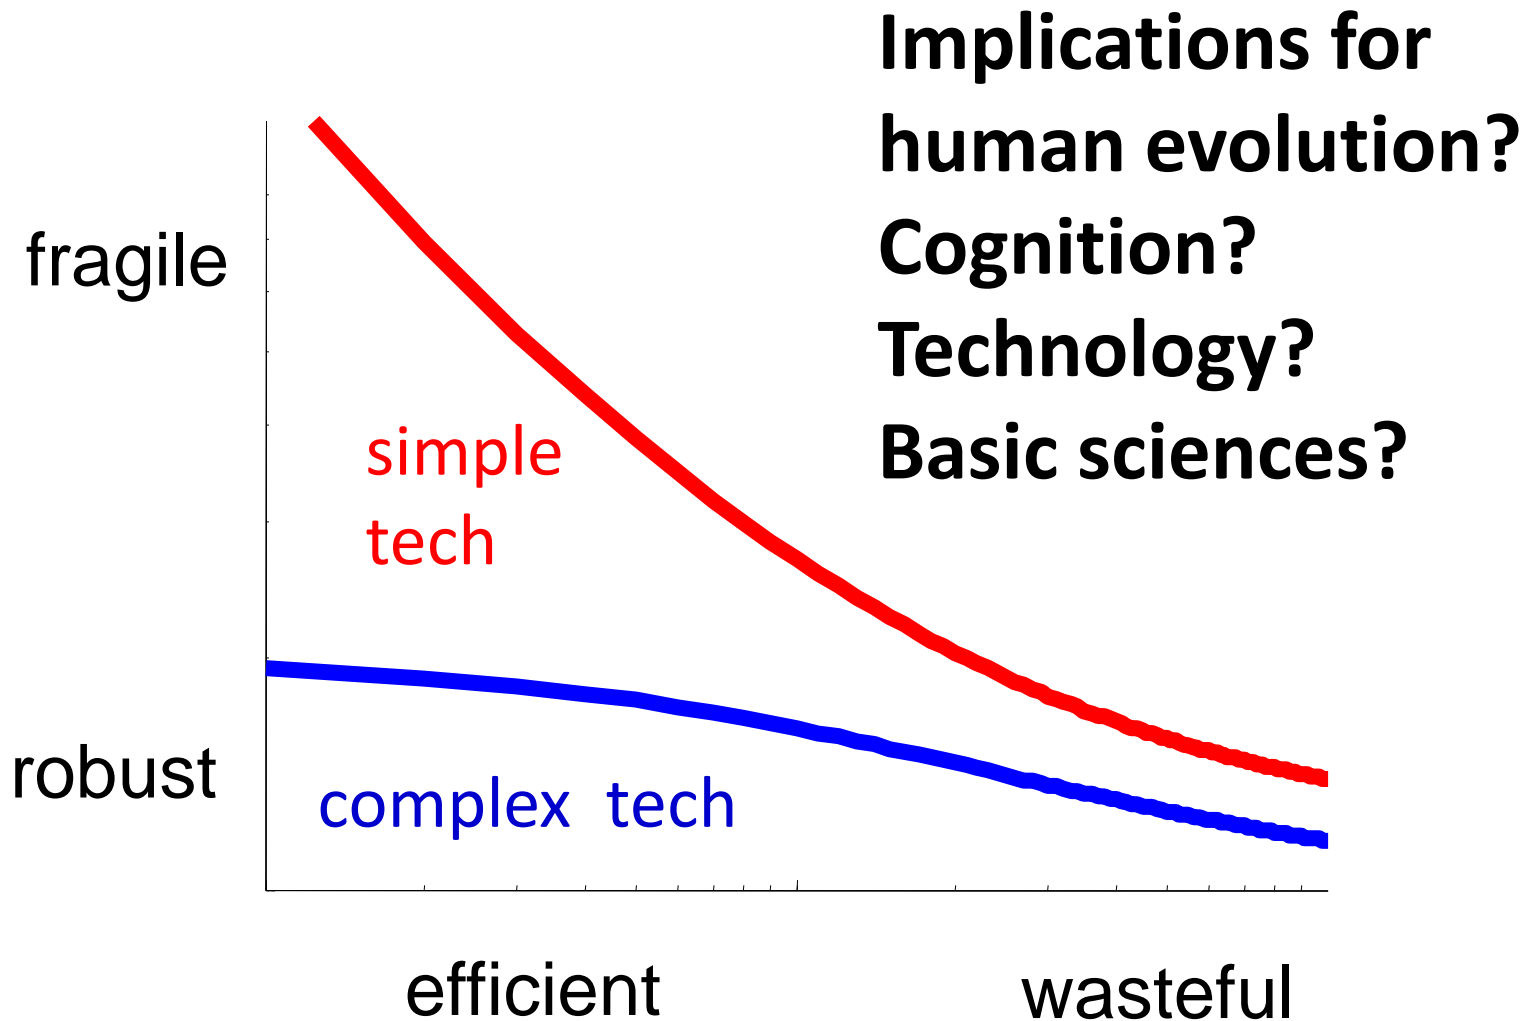 Implications for
human evolution?
Cognition?
Technology?
Basic sciences?
fragile
simple
tech
robust
complex tech
efficient
wasteful